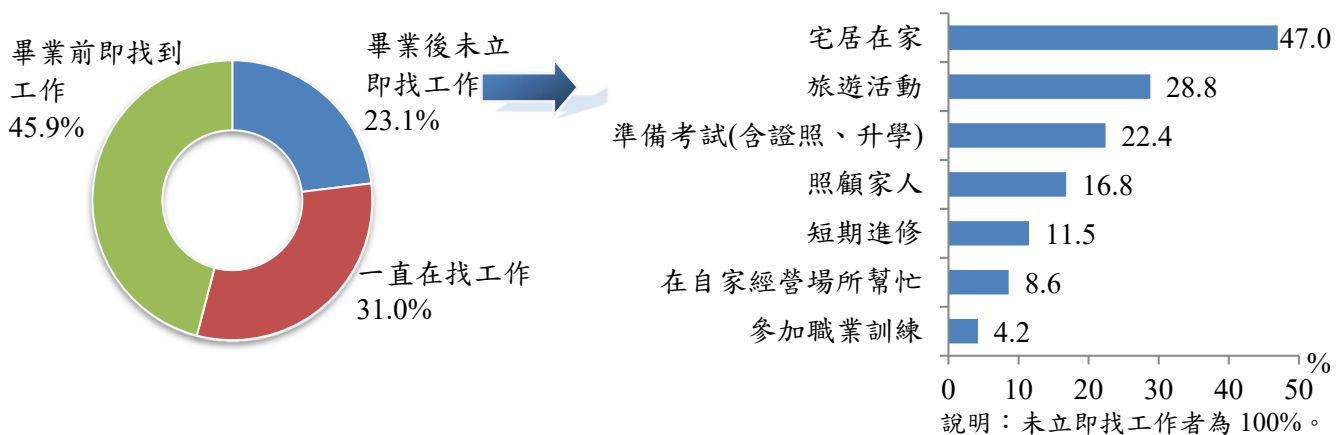 畢業前即找到
工作
45.9%
畢業後未立
即找工作
23.1%
一直在找工作
31.0%
宅居在家
47.0
旅遊活動
28.8
準備考試(含證照、升學)
22.4
照顧家人
16.8
短期進修
11.5
在自家經營場所幫忙
8.6
參加職業訓練
4.2
%
0 10 20 30 40 50
說明：未立即找工作者為 100%。